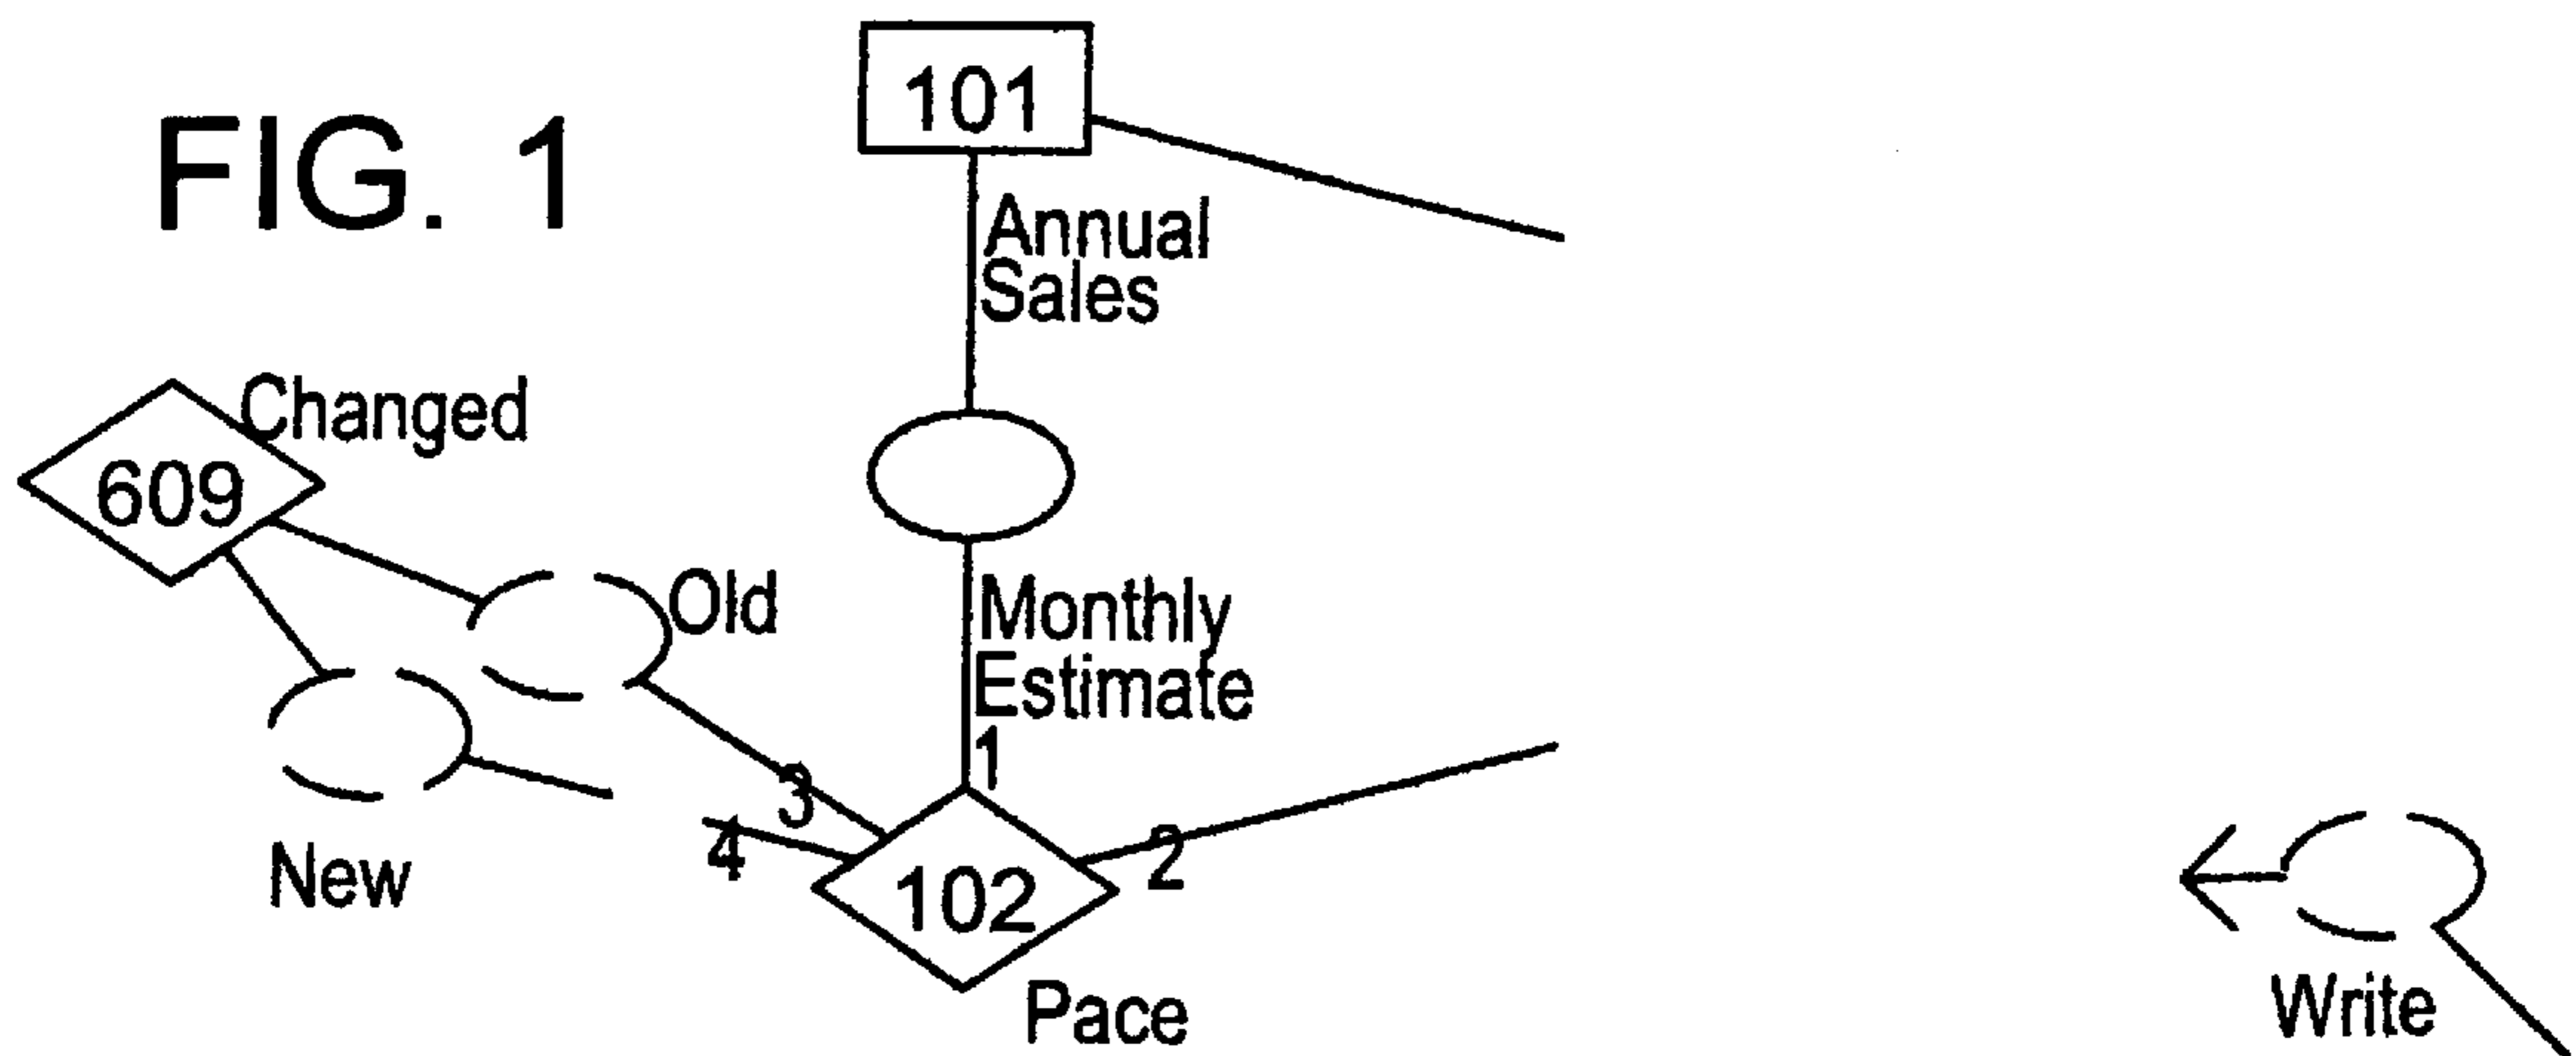 FIG. 1
101
Annual
Sales
Changed
609
Old
Monthly
Estimate
1
3
4
2
New
102
Pace
Write